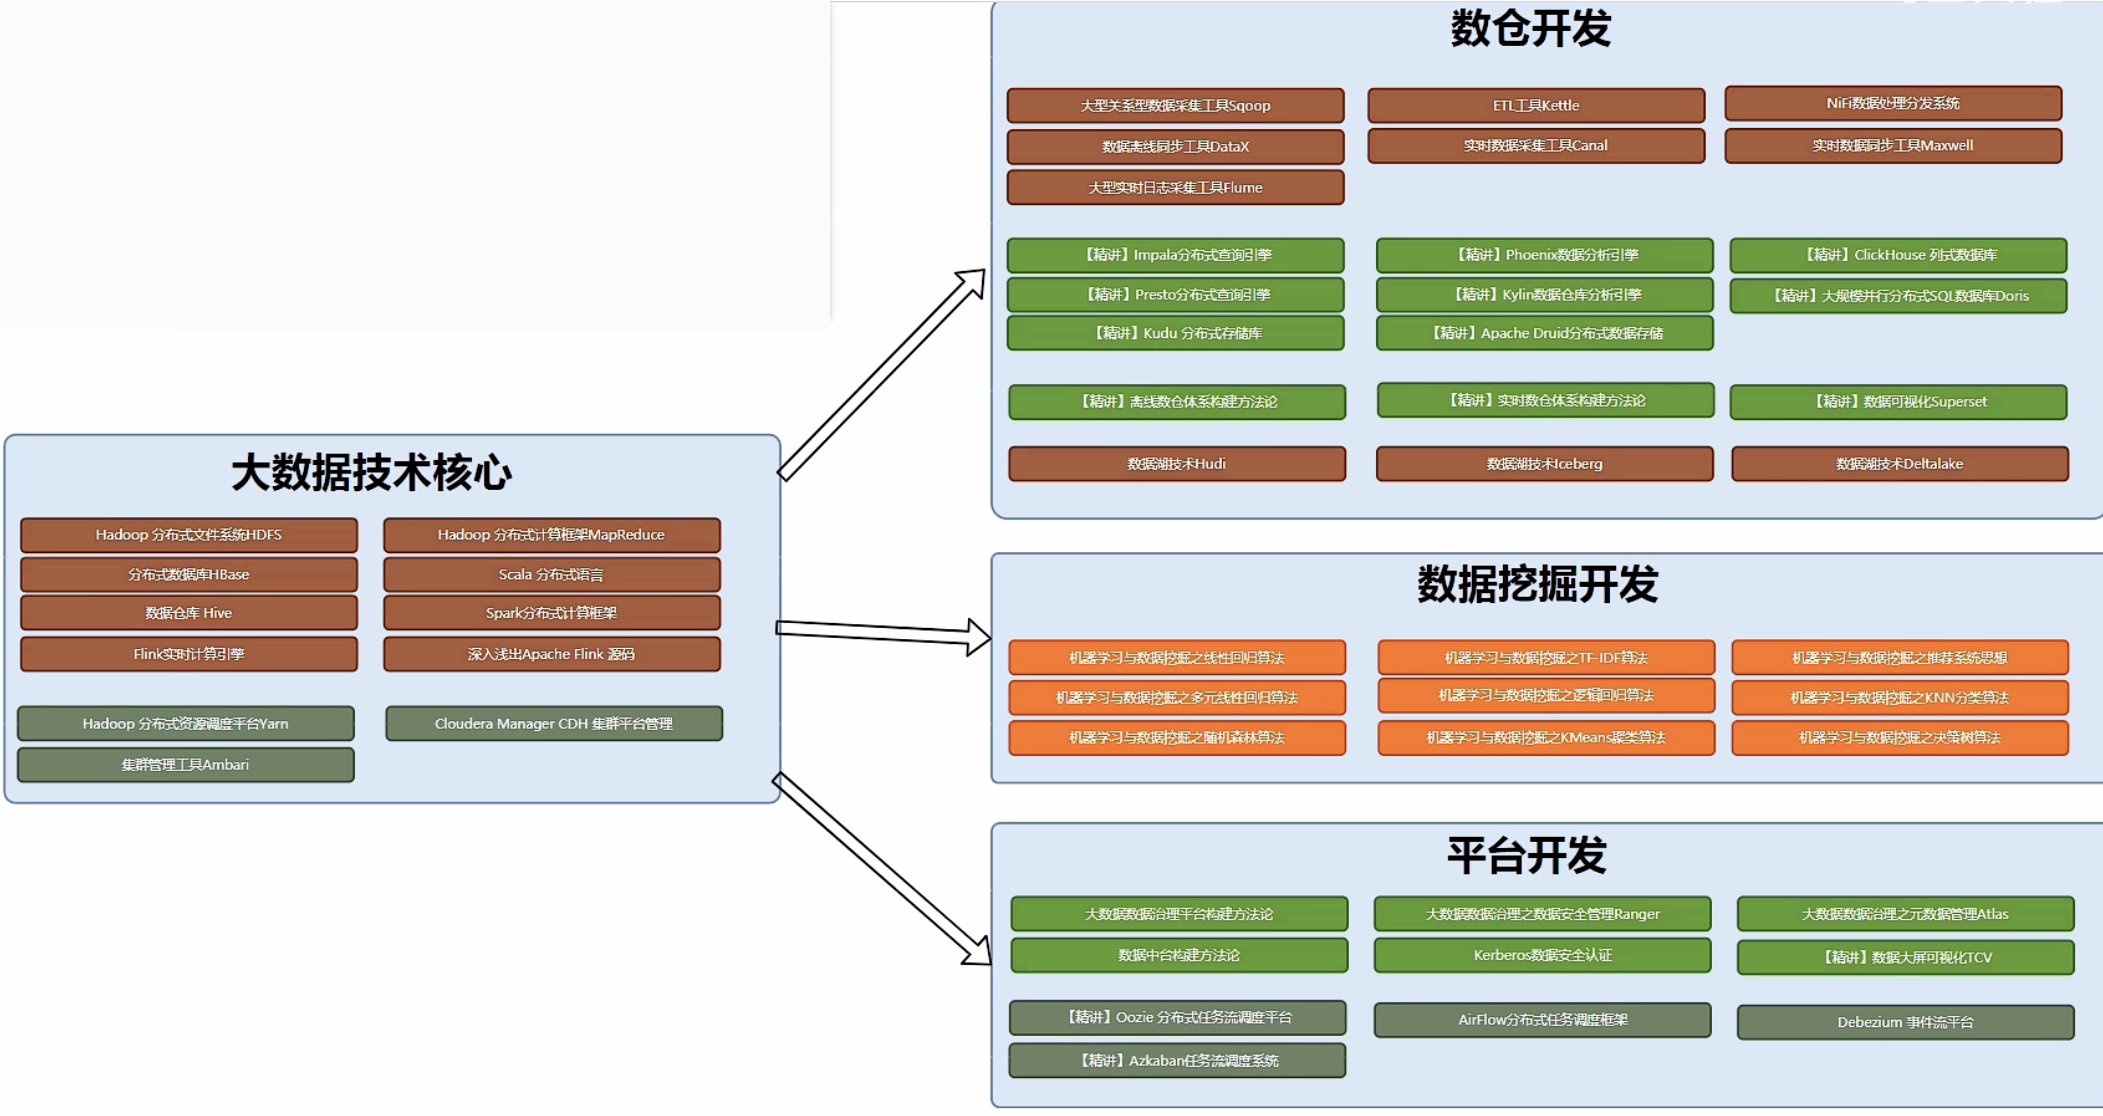 数仓开发
大型关系型数据采集工具Sqoop
ETL工具Kettle
NiFi数据处理分发系统
数据离线同步工具DataX
实时数据采集工具Canal
实时数据同步工具Maxwell
大型实时日志采集工具Flume
【精讲】Impala分布式查询引擎
【精讲】Phoenix数据分析引擎
【精讲】ClickHouse 列式数据库
【精讲】Presto分布式查询引擎
【精讲】Kylin数据仓库分析引擎
【精讲】大规模并行分布式SQL数据库Doris
【精讲】Kudu 分布式存储库
【精讲】Apache Druid分布式数据存储
【精讲】离线数仓体系构建方法论
【精讲】实时数仓体系构建方法论
【精讲】数据可视化Superset
数据湖技术Hudi
数据湖技术Iceberg
数据湖技术Deltalake
大数据技术核心
Hadoop 分布式文件系统HDFS
Hadoop 分布式计算框架MapReduce
分布式数据库HBase
Scala 分布式语言
数据仓库 Hive
Spark分布式计算框架
Flink实时计算引擎
深入浅出Apache Flink 源码
Hadoop 分布式资源调度平台Yarn
Cloudera Manager CDH 集群平台管理
集群管理工具Ambari
数据挖掘开发
机器学习与数据挖掘之线性回归算法
机器学习与数据挖掘之TF-IDF算法
机器学习与数据挖掘之推荐系统思想
机器学习与数据挖掘之多元线性回归算法
机器学习与数据挖掘之逻辑回归算法
机器学习与数据挖掘之KNN分类算法
机器学习与数据挖掘之随机森林算法
机器学习与数据挖掘之KMeans聚类算法
机器学习与数据挖掘之决策树算法
平台开发
大数据数据治理平台构建方法论
大数据数据治理之数据安全管理Ranger
大数据数据治理之元数据管理Atlas
数据中台构建方法论
Kerberos数据安全认证
【精讲】数据大屏可视化TCV
【精讲】Oozie 分布式任务流调度平台
AirFlow分布式任务调度框架
Debezium 事件流平台
【精讲】Azkaban任务流调度系统